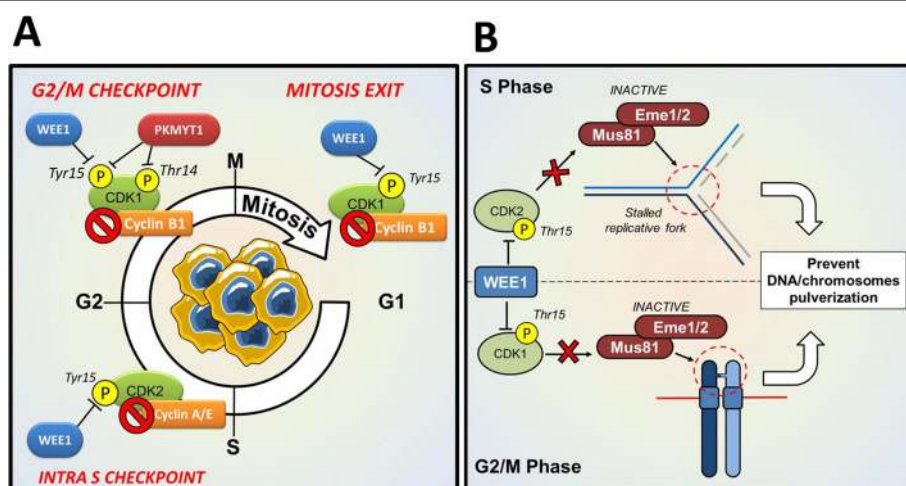 A
G2/M CHECKPOINT
MITOSIS EXIT
WEE1
PKMYT1
WEE1
Tyr15
Thr14
Tyr15
P
P
P
CDK1
CDK1
Cyclin B1
Cyclin B1
M
Mitosis
G2
G1
Tyr15
P
CDK2
Cyclin A/E
WEE1
S
INTRA S CHECKPOINT
B
S Phase
INACTIVE
Eme1/2
Mus81
CDK2
P
Thr15
Stalled
replicative fork
WEE1
Prevent
DNA/chromosomes
pulverization
Thr15
P
CDK1
INACTIVE
Eme1/2
Mus81
G2/M Phase